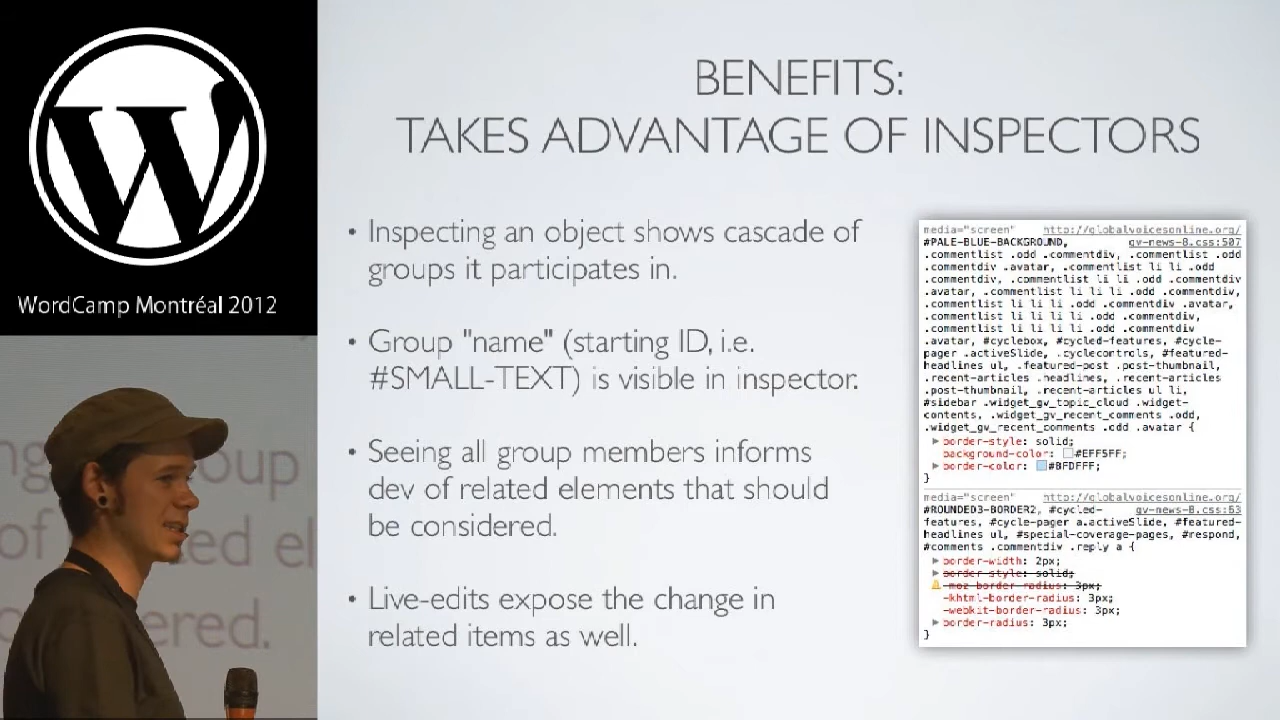 WordCamp Montréal 2012
BENEFITS:
TAKES ADVANTAGE OF INSPECTORS
• Inspecting an object shows cascade of
groups it participates in.
• Group "name" (starting ID, i.e.
#SMALL-TEXT) is visible in inspector.
• Seeing all group members informs
dev of related elements that should
be considered.
• Live-edits expose the change in
related items as well.
media="screen" http://globalvoicesonline.org/
#PALE-BLUE-BACKGROUND, gv-news-8.css:507
.commentlist .odd .commentdiv, .commentlist .odd
.commentdiv .avatar, .commentlist li li .odd
.commentdiv, .commentlist li li .odd .commentdiv
.avatar, .commentlist li li li .odd .commentdiv,
.commentlist li li li .odd .commentdiv .avatar,
.commentlist li li li li .odd .commentdiv,
.commentlist li li li li .odd .commentdiv
.avatar, #cyclebox, #cycled-features, #cycle-
pager .activeSlide, .cyclecontrols, #featured-
headlines ul, .featured-post .post-thumbnail,
.recent-articles .headlines, .recent-articles
.post-thumbnail, .recent-articles ul li,
#sidebar .widget_gv_topic_cloud .widget-
contents, .widget_gv_recent_comments .odd,
.widget_gv_recent_comments .odd .avatar {
border-style: solid;
background-color: #EFF5FF;
border-color: #BFDFFF;
}
media="screen" http://globalvoicesonline.org/
#ROUNDED3-BORDER2, #cycled- gv-news-8.css:63
features, #cycle-pager a.activeSlide, #featured-
headlines ul, #special-coverage-pages, #respond,
#comments .commentdiv .reply a {
border-width: 2px;
border-style: solid;
-moz-border-radius: 3px;
-khtml-border-radius: 3px;
-webkit-border-radius: 3px;
border-radius: 3px;
}